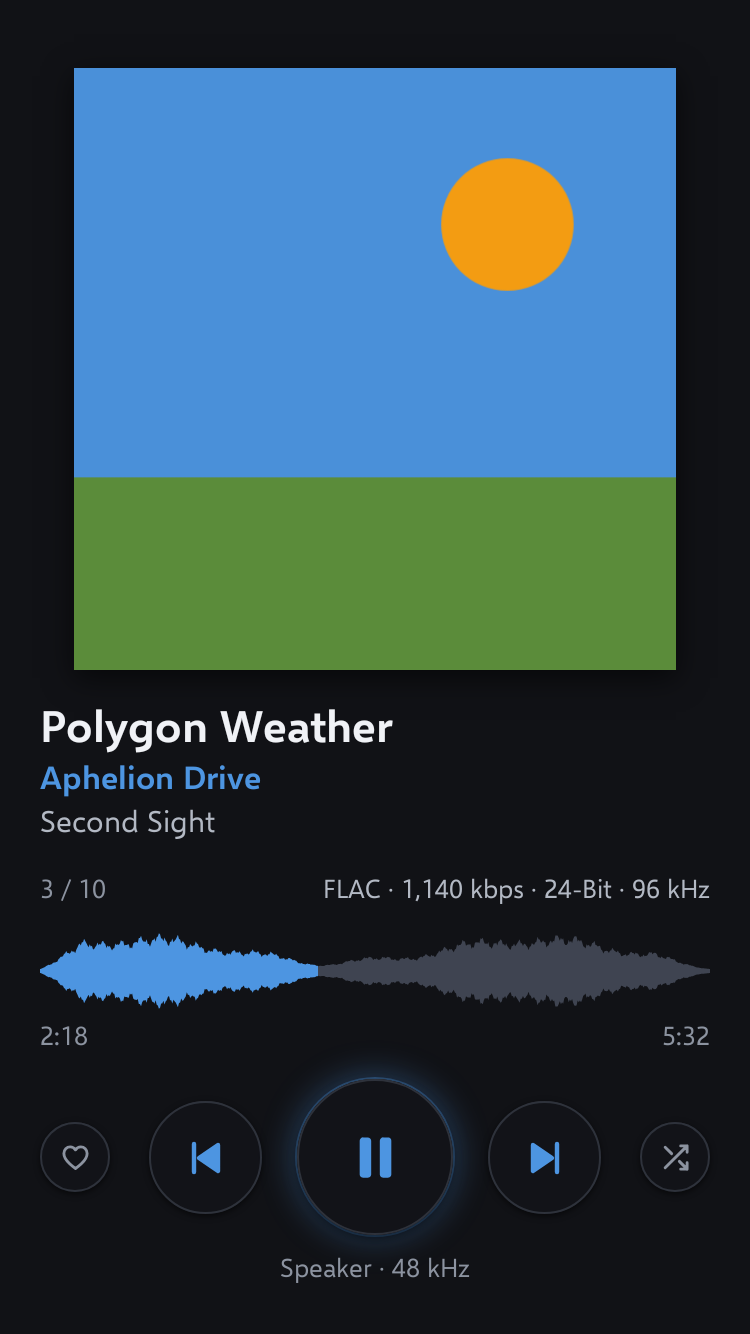 Polygon Weather
Aphelion Drive
Second Sight
3 / 10
FLAC · 1,140 kbps · 24-Bit · 96 kHz
2:18
5:32
Speaker · 48 kHz